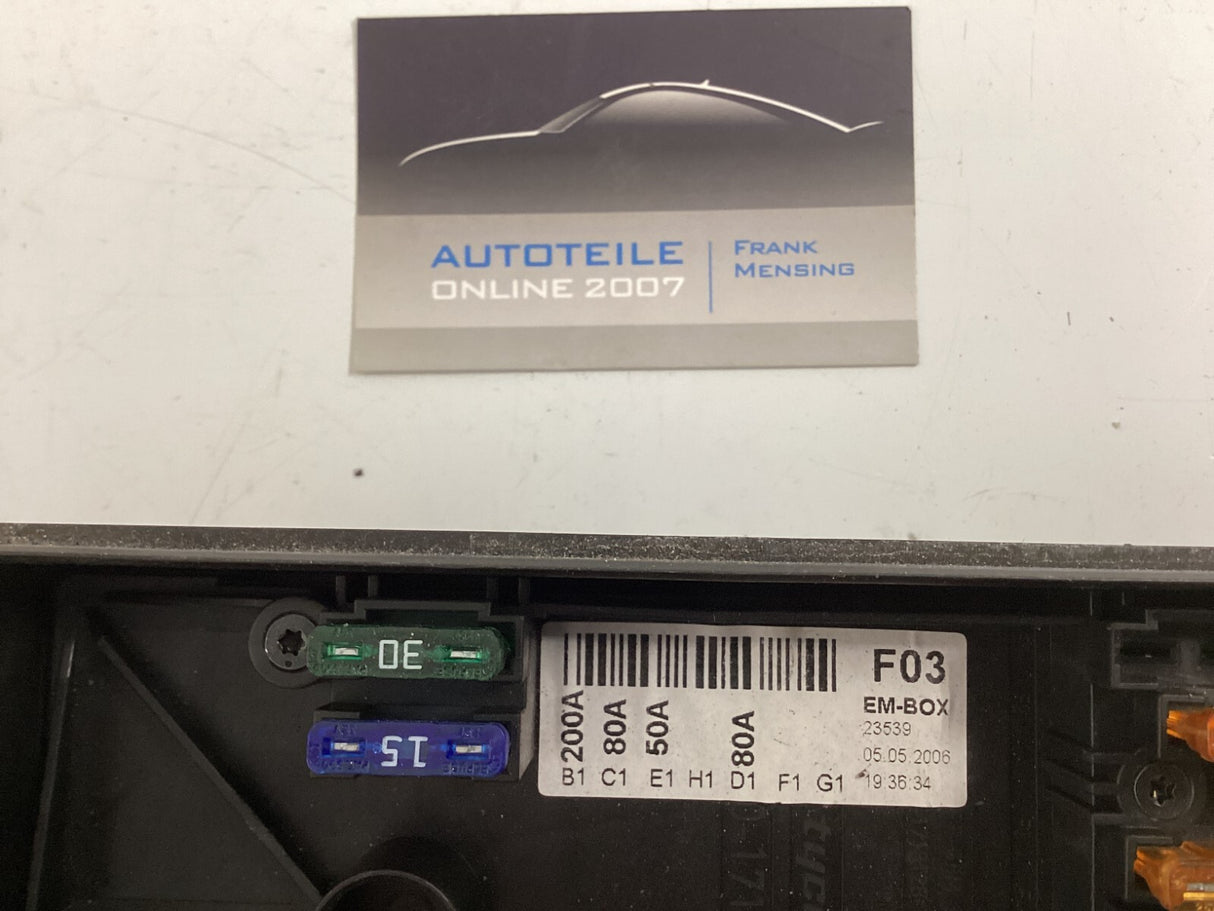 AUTOTEILE
ONLINE 2007
FRANK
MENSING
30
15
F03
EM-BOX
23539
05.05.2006
19:36:34
200A 80A 50A 80A
B1 C1 E1 H1 D1 F1 G1